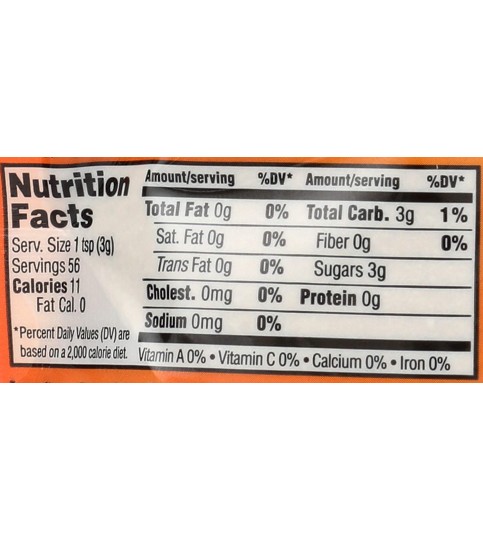 Nutrition
Facts
Serv. Size 1 tsp (3g)
Servings 56
Calories 11
Fat Cal. 0
*Percent Daily Values (DV) are
based on a 2,000 calorie diet.
Amount/serving %DV* Amount/serving %DV*
Total Fat 0g 0% Total Carb. 3g 1%
Sat. Fat 0g 0% Fiber 0g 0%
Trans Fat 0g 0% Sugars 3g
Cholest. 0mg 0% Protein 0g
Sodium 0mg 0%
Vitamin A 0% • Vitamin C 0% • Calcium 0% • Iron 0%